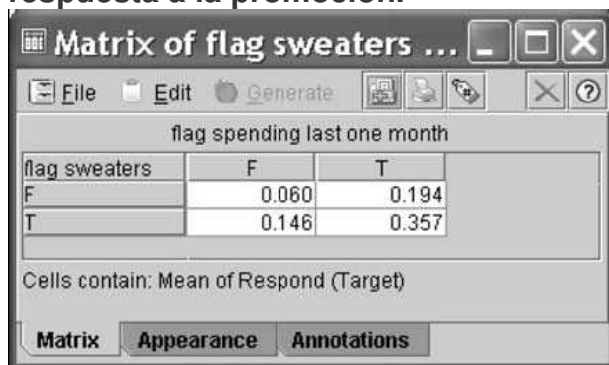 respuesta a la promoción.
Matrix of flag sweaters ...
File Edit Generate
flag spending last one month
flag sweaters F T
F 0.060 0.194
T 0.146 0.357
Cells contain: Mean of Respond (Target)
Matrix Appearance Annotations